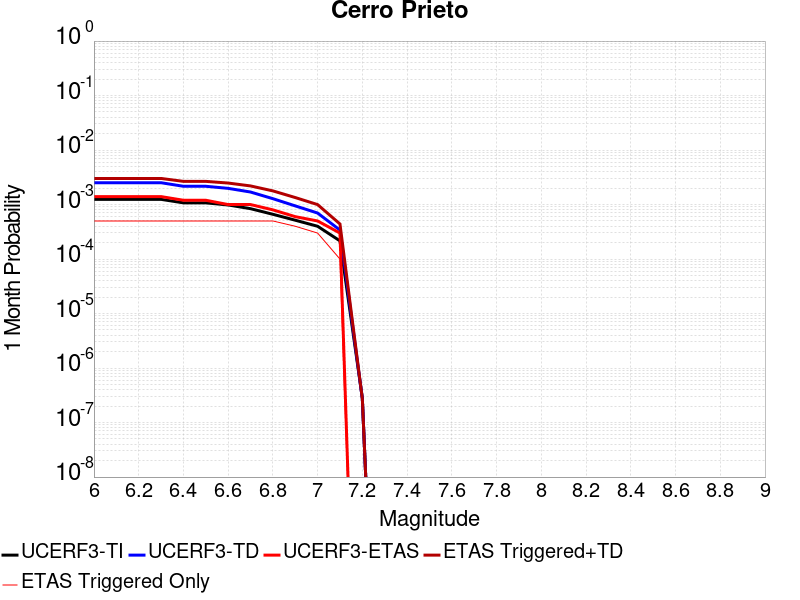 Cerro Prieto
1 Month Probability
10^0
10^-1
10^-2
10^-3
10^-4
10^-5
10^-6
10^-7
10^-8
6 6.2 6.4 6.6 6.8 7 7.2 7.4 7.6 7.8 8 8.2 8.4 8.6 8.8 9
Magnitude
UCERF3-TI UCERF3-TD UCERF3-ETAS ETAS Triggered+TD
ETAS Triggered Only